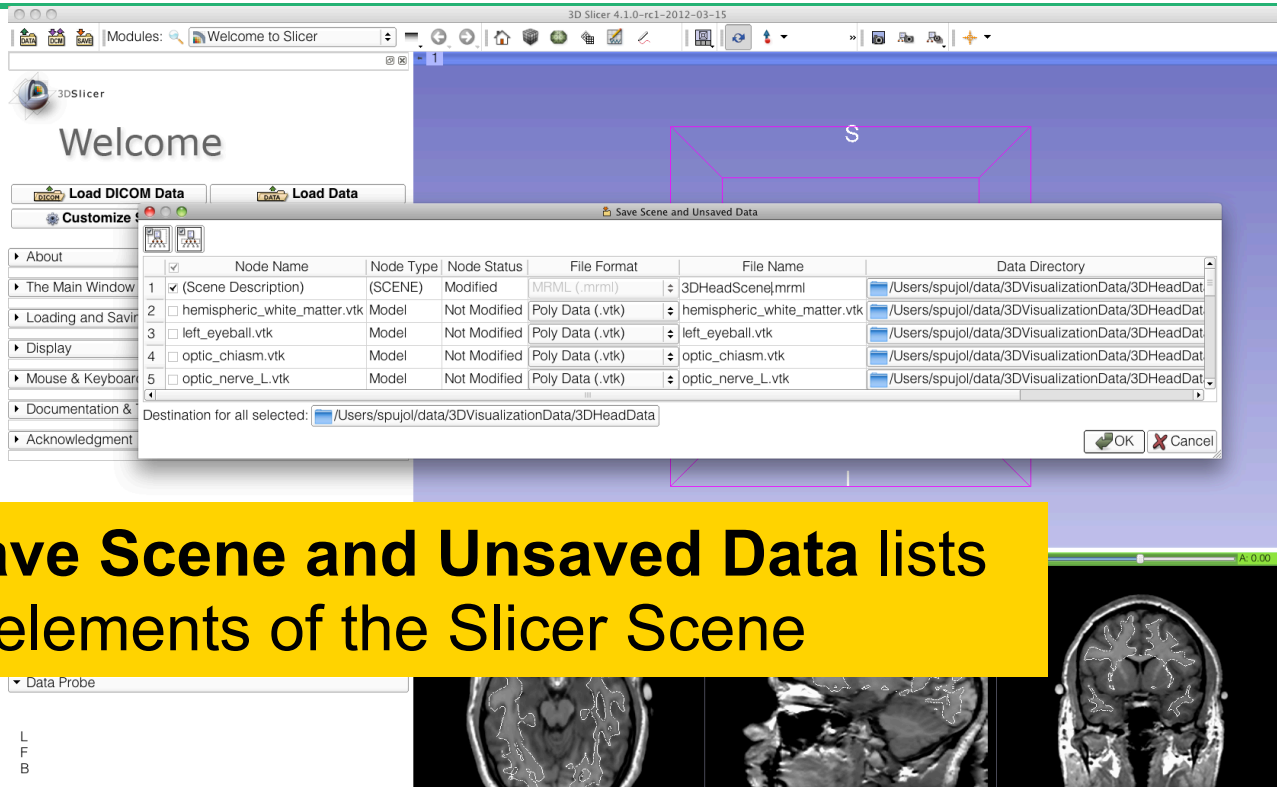 3D Slicer 4.1.0-rc1-2012-03-15
DATA DCM SAVE Modules: Welcome to Slicer »
1
3DSlicer
Welcome
DICOM Load DICOM Data DATA Load Data
Customize
S
Save Scene and Unsaved Data
Node Name Node Type Node Status File Format File Name Data Directory
1 (Scene Description) (SCENE) Modified MRML (.mrml) 3DHeadScene.mrml /Users/spujol/data/3DVisualizationData/3DHeadDat
2 hemispheric_white_matter.vtk Model Not Modified Poly Data (.vtk) hemispheric_white_matter.vtk /Users/spujol/data/3DVisualizationData/3DHeadDat
3 left_eyeball.vtk Model Not Modified Poly Data (.vtk) left_eyeball.vtk /Users/spujol/data/3DVisualizationData/3DHeadDat
4 optic_chiasm.vtk Model Not Modified Poly Data (.vtk) optic_chiasm.vtk /Users/spujol/data/3DVisualizationData/3DHeadDat
5 optic_nerve_L.vtk Model Not Modified Poly Data (.vtk) optic_nerve_L.vtk /Users/spujol/data/3DVisualizationData/3DHeadDat
Destination for all selected: /Users/spujol/data/3DVisualizationData/3DHeadData
OK Cancel
About
The Main Window
Loading and Savin
Display
Mouse & Keyboar
Documentation &
Acknowledgment
I
ave Scene and Unsaved Data lists
elements of the Slicer Scene
A: 0.00
Data Probe
L
F
B